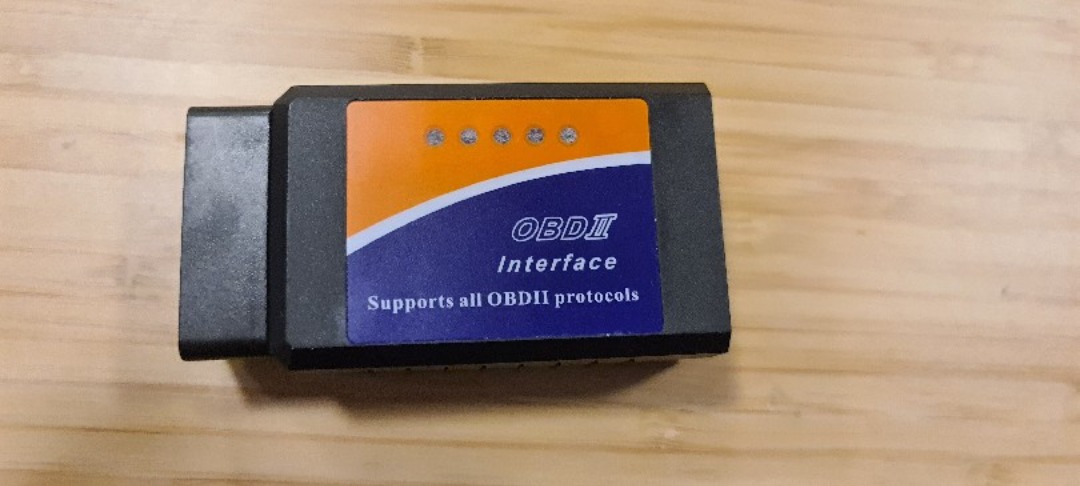 OBDII
Interface
Supports all OBDII protocols